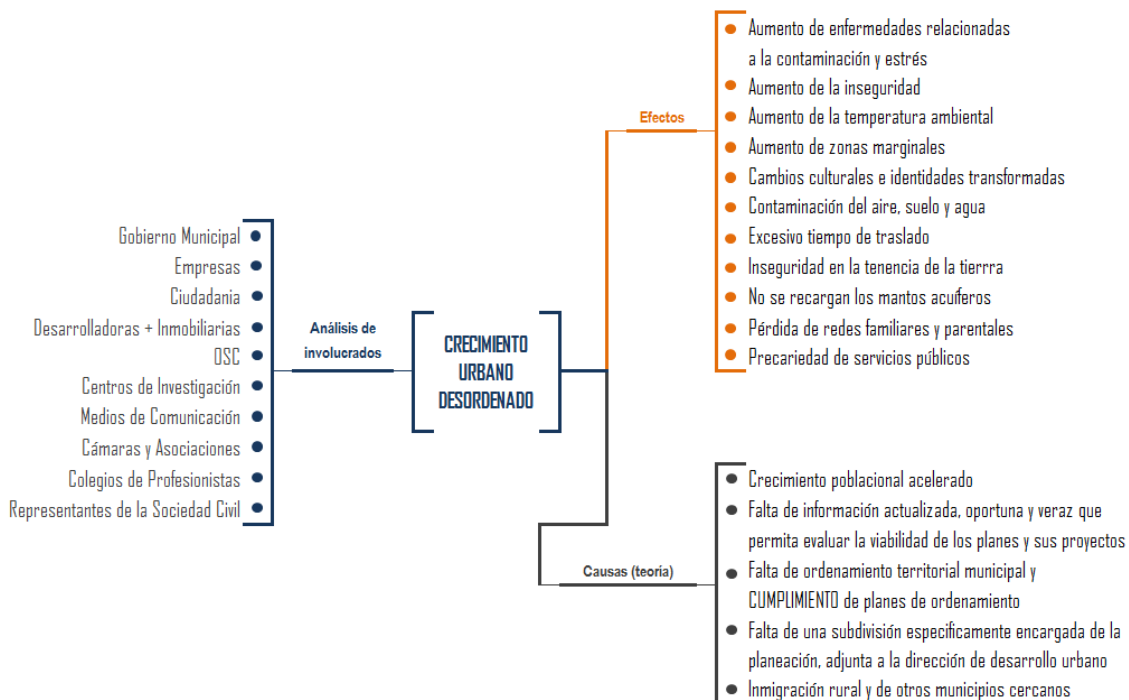 Gobierno Municipal
Empresas
Ciudadania
Desarrolladoras + Inmobiliarias
OSC
Centros de Investigación
Medios de Comunicación
Cámaras y Asociaciones
Colegios de Profesionistas
Representantes de la Sociedad Civil
Análisis de
involucrados
CRECIMIENTO
URBANO
DESORDENADO
Efectos
Aumento de enfermedades relacionadas
a la contaminación y estrés
Aumento de la inseguridad
Aumento de la temperatura ambiental
Aumento de zonas marginales
Cambios culturales e identidades transformadas
Contaminación del aire, suelo y agua
Excesivo tiempo de traslado
Inseguridad en la tenencia de la tierrra
No se recargan los mantos acuíferos
Pérdida de redes familiares y parentales
Precariedad de servicios públicos
Causas (teoria)
Crecimiento poblacional acelerado
Falta de información actualizada, oportuna y veraz que
permita evaluar la viabilidad de los planes y sus proyectos
Falta de ordenamiento territorial municipal y
CUMPLIMIENTO de planes de ordenamiento
Falta de una subdivisión especificamente encargada de la
planeación, adjunta a la dirección de desarrollo urbano
Inmigración rural y de otros municipios cercanos